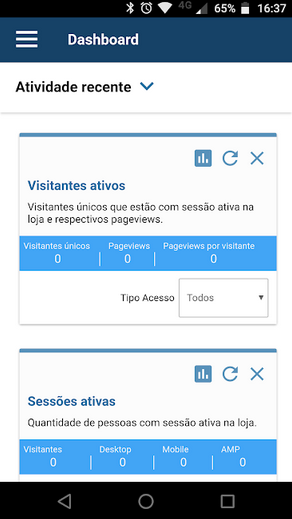 4G 65% 16:37
Dashboard
Atividade recente
Visitantes ativos
Visitantes únicos que estão com sessão ativa na
loja e respectivos pageviews.
Visitantes únicos Pageviews Pageviews por visitante
0 0 0
Tipo Acesso Todos
Sessões ativas
Quantidade de pessoas com sessão ativa na loja.
Visitantes Desktop Mobile AMP
0 0 0 0